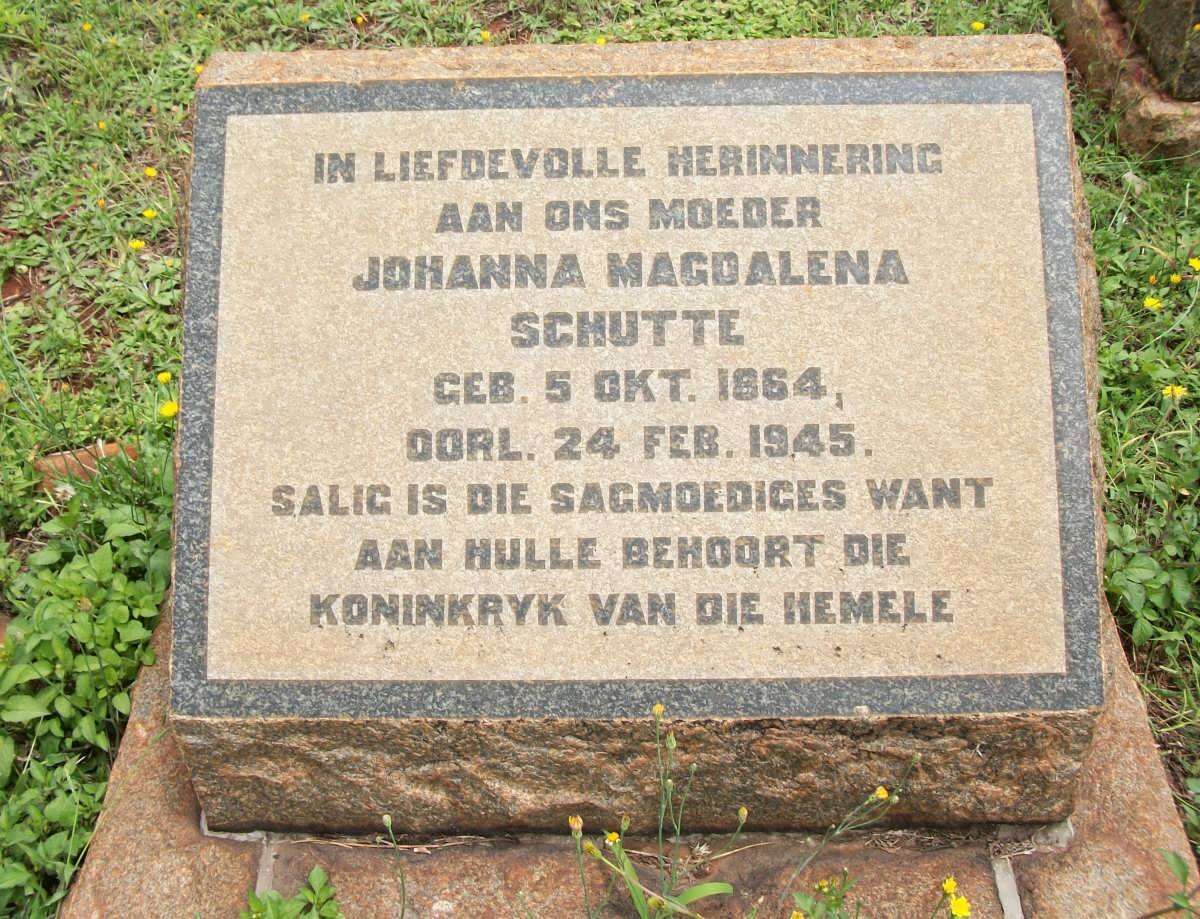 IN LIEFDEVOLLE HERINNERING
AAN ONS MOEDER
JOHANNA MAGDALENA
SCHUTTE
GEB. 5 OKT. 1864,
OORL. 24 FEB. 1945.
SALIG IS DIE SAGMOEDIGES WANT
AAN HULLE BEHOORT DIE
KONINKRYK VAN DIE HEMELE